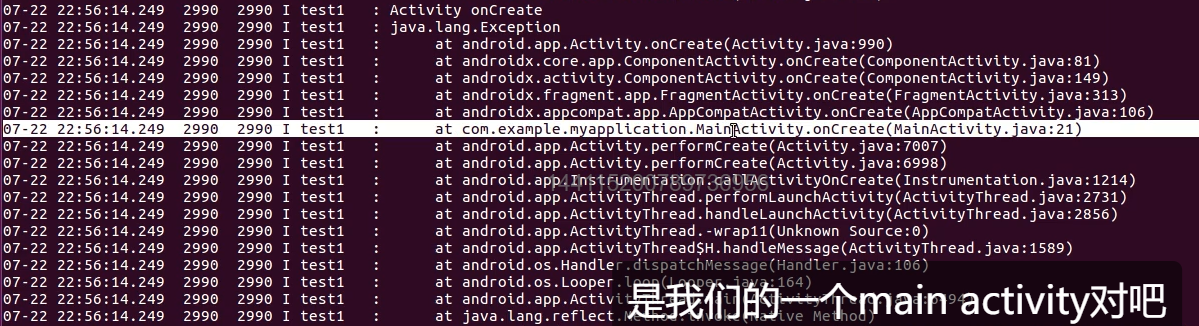 07-22 22:56:14.249  2990  2990 I test1   : Activity onCreate
07-22 22:56:14.249  2990  2990 I test1   : java.lang.Exception
07-22 22:56:14.249  2990  2990 I test1   :      at android.app.Activity.onCreate(Activity.java:990)
07-22 22:56:14.249  2990  2990 I test1   :      at androidx.core.app.ComponentActivity.onCreate(ComponentActivity.java:81)
07-22 22:56:14.249  2990  2990 I test1   :      at androidx.activity.ComponentActivity.onCreate(ComponentActivity.java:149)
07-22 22:56:14.249  2990  2990 I test1   :      at androidx.fragment.app.FragmentActivity.onCreate(FragmentActivity.java:313)
07-22 22:56:14.249  2990  2990 I test1   :      at androidx.appcompat.app.AppCompatActivity.onCreate(AppCompatActivity.java:106)
07-22 22:56:14.249  2990  2990 I test1   :      at com.example.myapplication.MainActivity.onCreate(MainActivity.java:21)
07-22 22:56:14.249  2990  2990 I test1   :      at android.app.Activity.performCreate(Activity.java:7007)
07-22 22:56:14.249  2990  2990 I test1   :      at android.app.Activity.performCreate(Activity.java:6998)
07-22 22:56:14.249  2990  2990 I test1   :      at android.app.Instrumentation.callActivityOnCreate(Instrumentation.java:1214)
07-22 22:56:14.249  2990  2990 I test1   :      at android.app.ActivityThread.performLaunchActivity(ActivityThread.java:2731)
07-22 22:56:14.249  2990  2990 I test1   :      at android.app.ActivityThread.handleLaunchActivity(ActivityThread.java:2856)
07-22 22:56:14.249  2990  2990 I test1   :      at android.app.ActivityThread.-wrap11(Unknown Source:0)
07-22 22:56:14.249  2990  2990 I test1   :      at android.app.ActivityThread$H.handleMessage(ActivityThread.java:1589)
07-22 22:56:14.249  2990  2990 I test1   :      at android.os.Handler.dispatchMessage(Handler.java:106)
07-22 22:56:14.249  2990  2990 I test1   :      at android.os.Looper.loop(Looper.java:164)
07-22 22:56:14.249  2990  2990 I test1   :      at android.app.
07-22 22:56:14.249  2990  2990 I test1   :      at java.lang.reflect.Method.invoke(Native Method)
是我们的一个main activity对吧